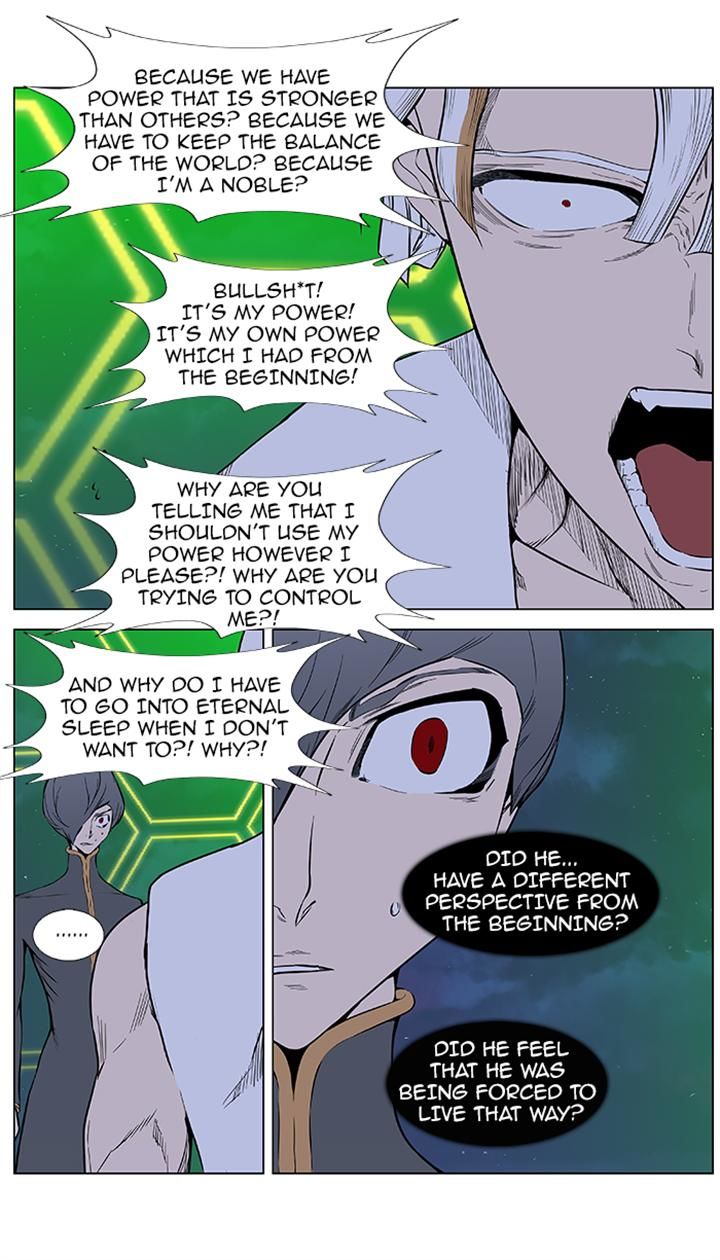 BECAUSE WE HAVE
POWER THAT IS STRONGER
THAN OTHERS? BECAUSE WE
HAVE TO KEEP THE BALANCE
OF THE WORLD? BECAUSE
I'M A NOBLE?
BULLSH*T!
IT'S MY POWER!
IT'S MY OWN POWER
WHICH I HAD FROM
THE BEGINNING!
WHY ARE YOU
TELLING ME THAT I
SHOULDN'T USE MY
POWER HOWEVER I
PLEASE?! WHY ARE YOU
TRYING TO CONTROL
ME?!
AND WHY DO I HAVE
TO GO INTO ETERNAL
SLEEP WHEN I DON'T
WANT TO?! WHY?!
......
DID HE...
HAVE A DIFFERENT
PERSPECTIVE FROM
THE BEGINNING?
DID HE FEEL
THAT HE WAS
BEING FORCED TO
LIVE THAT WAY?